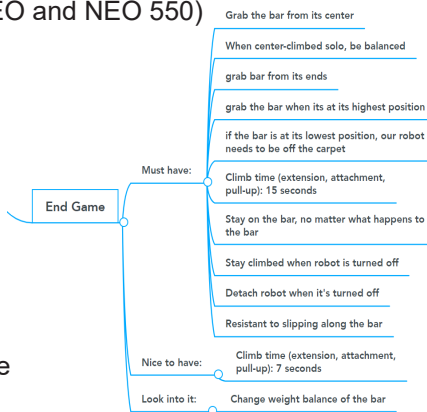 EO and NEO 550)
Grab the bar from its center
When center-climbed solo, be balanced
grab bar from its ends
grab the bar when its at its highest position
if the bar is at its lowest position, our robot
needs to be off the carpet
Must have:
Climb time (extension, attachment,
pull-up): 15 seconds
End Game
Stay on the bar, no matter what happens to
the bar
Stay climbed when robot is turned off
Detach robot when it's turned off
Resistant to slipping along the bar
e
Nice to have:
Climb time (extension, attachment,
pull-up): 7 seconds
Look into it:
Change weight balance of the bar